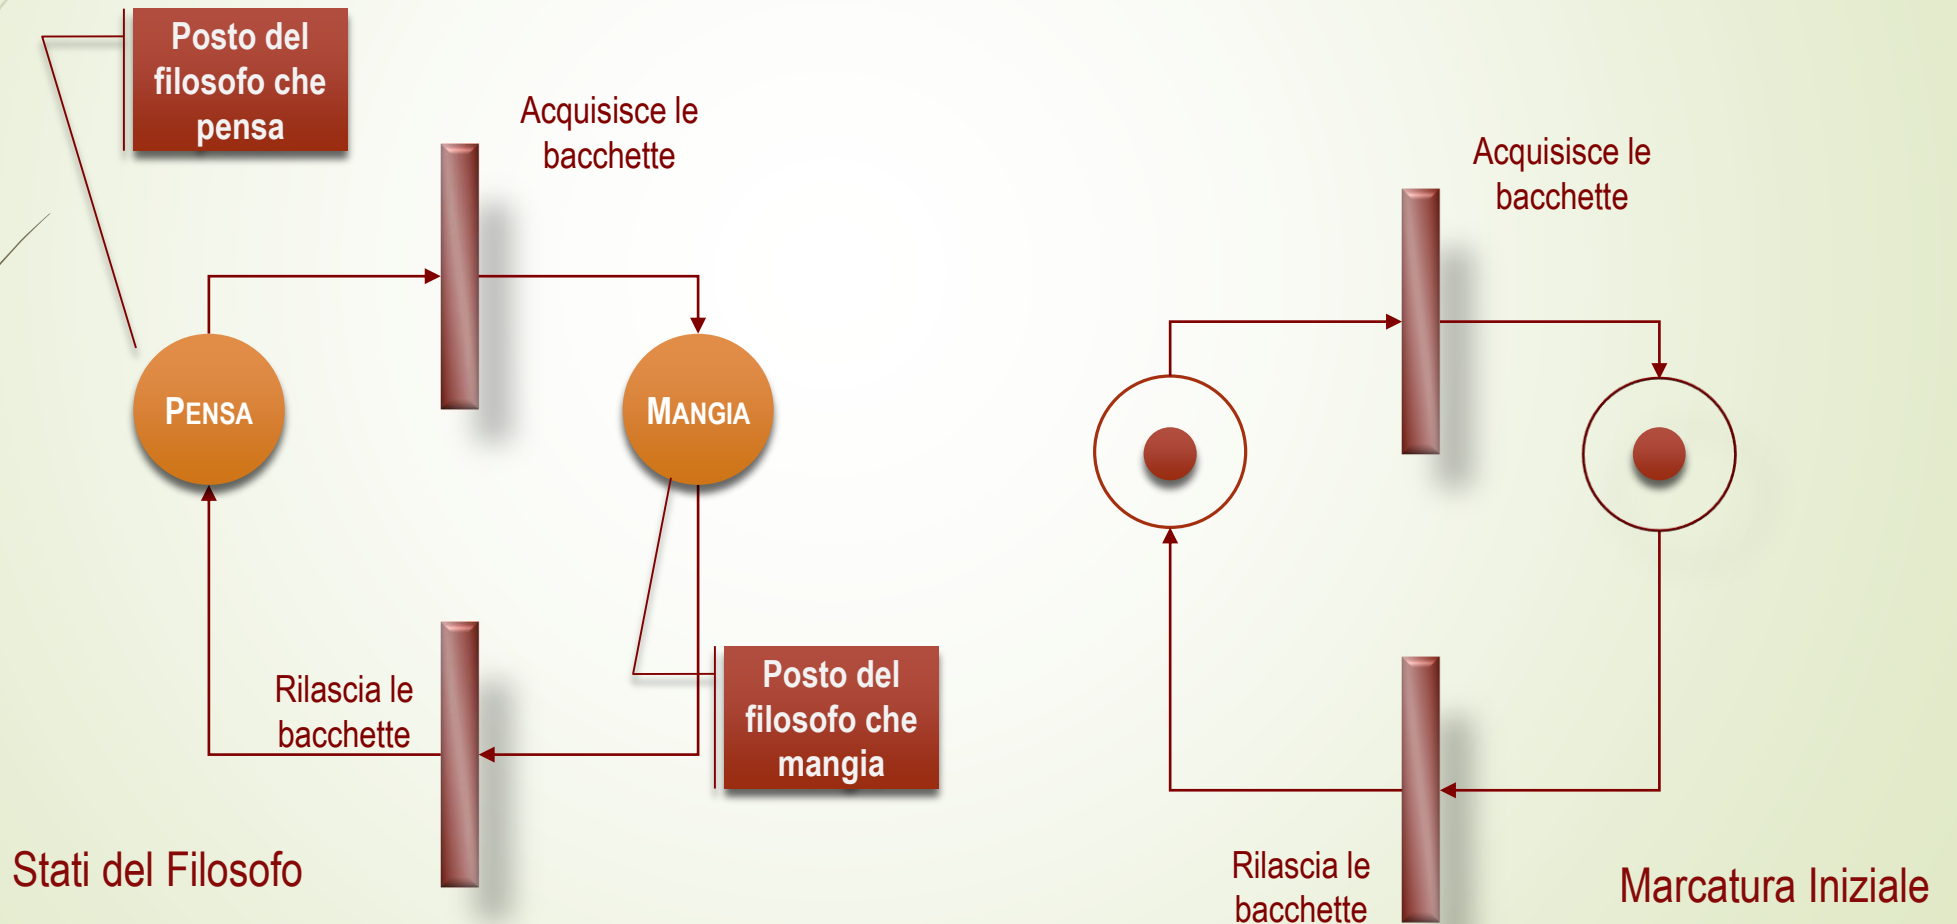 Posto del
filosofo che
pensa
Acquisisce le
bacchette
PENSA
MANGIA
Rilascia le
bacchette
Posto del
filosofo che
mangia
Stati del Filosofo
Acquisisce le
bacchette
Rilascia le
bacchette
Marcatura Iniziale